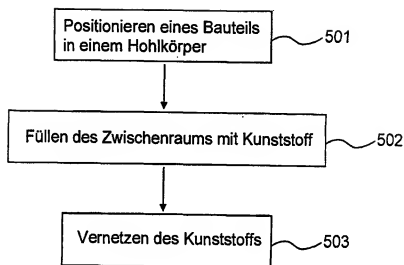 Positionieren eines Bauteils
in einem Hohlkörper
501
Füllen des Zwischenraums mit Kunststoff
502
Vernetzen des Kunststoffs
503